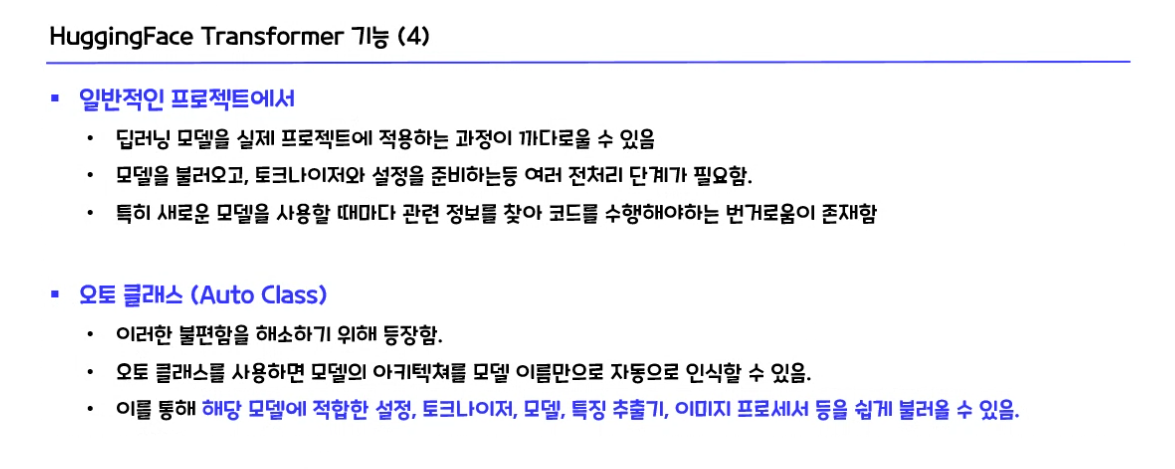 HuggingFace Transformer 기능 (4)
▪ 일반적인 프로젝트에서
• 딥러닝 모델을 실제 프로젝트에 적용하는 과정이 까다로울 수 있음
• 모델을 불러오고, 토크나이저와 설정을 준비하는등 여러 전처리 단계가 필요함.
• 특히 새로운 모델을 사용할 때마다 관련 정보를 찾아 코드를 수행해야하는 번거로움이 존재함
▪ 오토 클래스 (Auto Class)
• 이러한 불편함을 해소하기 위해 등장함.
• 오토 클래스를 사용하면 모델의 아키텍쳐를 모델 이름만으로 자동으로 인식할 수 있음.
• 이를 통해 해당 모델에 적합한 설정, 토크나이저, 모델, 특징 추출기, 이미지 프로세서 등을 쉽게 불러올 수 있음.